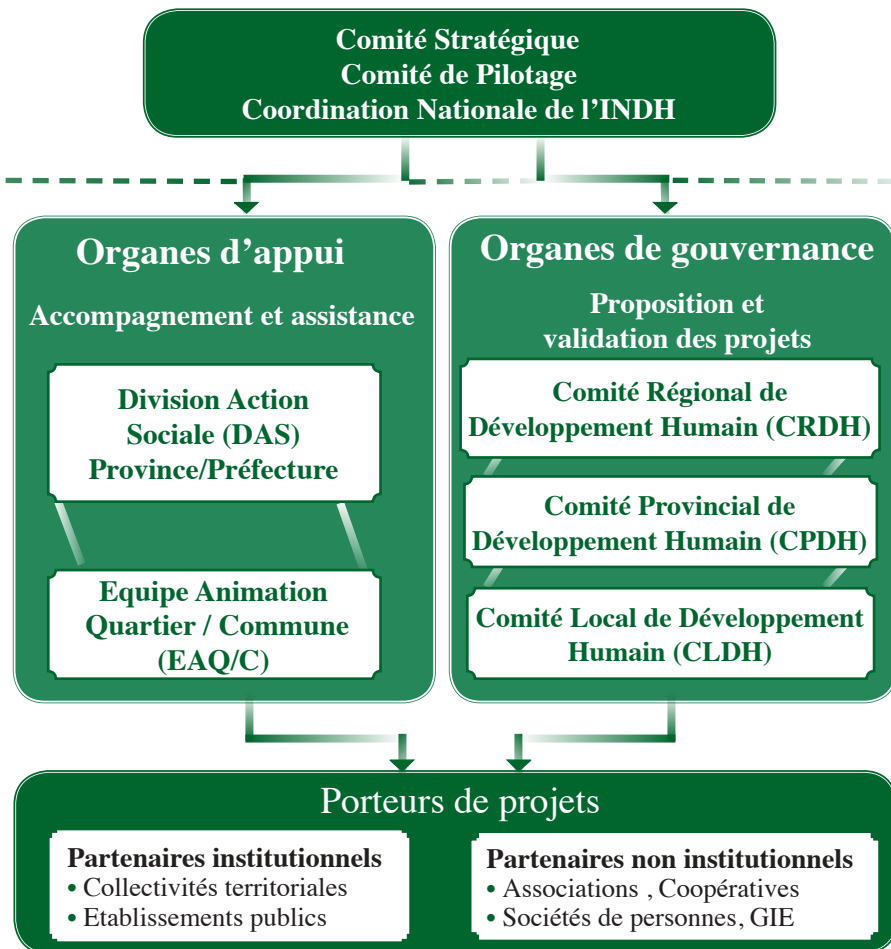 Comité Stratégique
Comité de Pilotage
Coordination Nationale de l’INDH
Organes d’appui
Accompagnement et assistance
Division Action
Sociale (DAS)
Province/Préfecture
Equipe Animation
Quartier / Commune
(EAQ/C)
Organes de gouvernance
Proposition et
validation des projets
Comité Régional de
Développement Humain (CRDH)
Comité Provincial de
Développement Humain (CPDH)
Comité Local de Développement
Humain (CLDH)
Porteurs de projets
Partenaires institutionnels
• Collectivités territoriales
• Etablissements publics
Partenaires non institutionnels
• Associations , Coopératives
• Sociétés de personnes, GIE